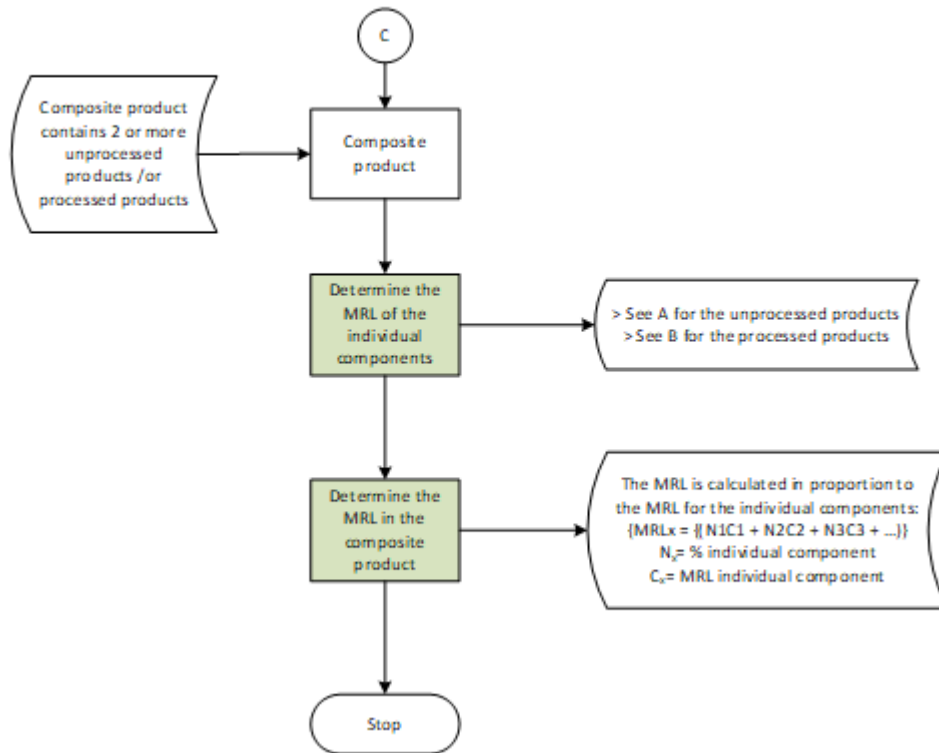 C
Composite product
contains 2 or more
unprocessed
products /or
processed products
Composite
product
Determine the
MRL of the
individual
components
> See A for the unprocessed products
> See B for the processed products
Determine the
MRL in the
composite
product
The MRL is calculated in proportion to
the MRL for the individual components:
{MRLx = {( N1C1 + N2C2 + N3C3 + ...)}
Nₓ= % individual component
Cₓ= MRL individual component
Stop